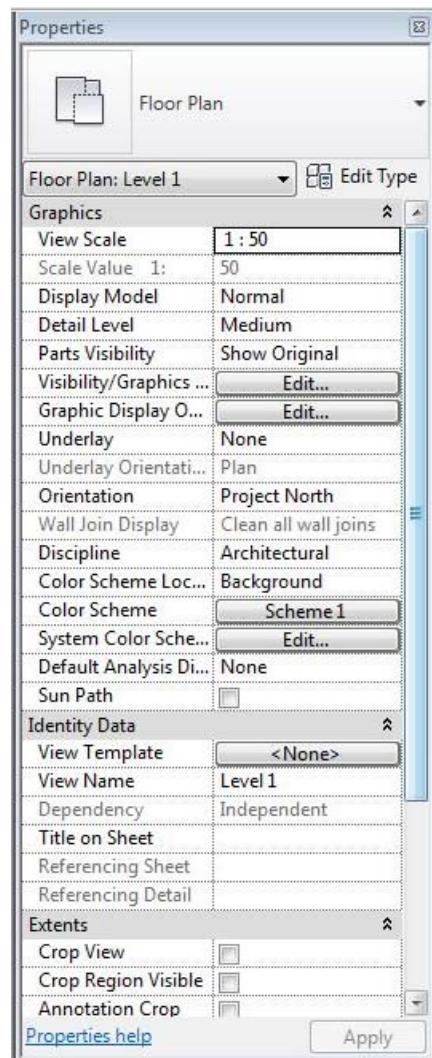 Properties
Floor Plan
Floor Plan: Level 1 Edit Type
Graphics
View Scale 1 : 50
Scale Value 1: 50
Display Model Normal
Detail Level Medium
Parts Visibility Show Original
Visibility/Graphics ... Edit...
Graphic Display O... Edit...
Underlay None
Underlay Orientati... Plan
Orientation Project North
Wall Join Display Clean all wall joins
Discipline Architectural
Color Scheme Loc... Background
Color Scheme Scheme 1
System Color Sche... Edit...
Default Analysis Di... None
Sun Path
Identity Data
View Template <None>
View Name Level 1
Dependency Independent
Title on Sheet
Referencing Sheet
Referencing Detail
Extents
Crop View
Crop Region Visible
Annotation Crop
Properties help Apply